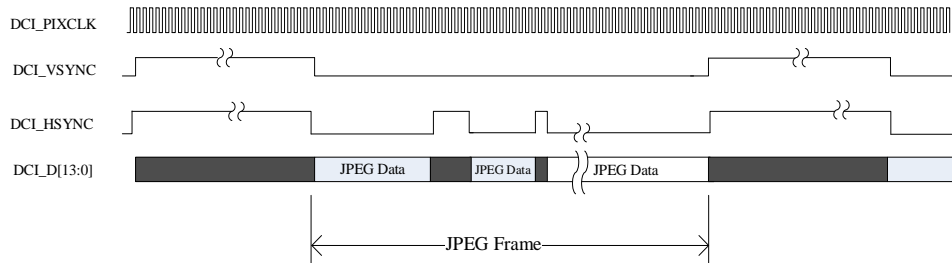 DCI_PIXCLK
DCI_VSYNC
DCI_HSYNC
DCI_D[13:0]
JPEG Data
JPEG Data
JPEG Data
JPEG Frame